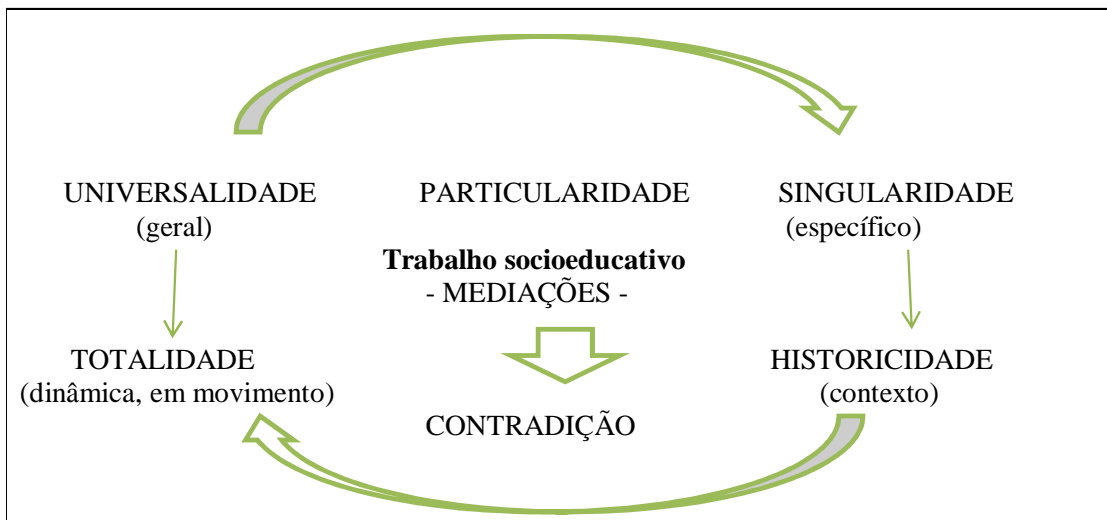 UNIVERSALIDADE PARTICULARIDADE SINGULARIDADE
(geral) (específico)
Trabalho socioeducativo
- MEDIAÇÕES -
TOTALIDADE HISTORICIDADE
(dinâmica, em movimento) (contexto)
CONTRADIÇÃO